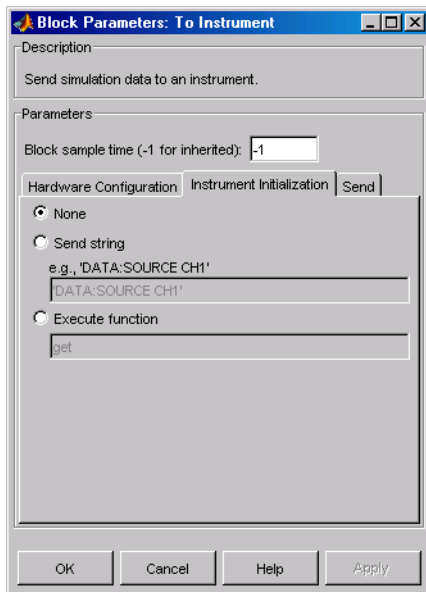 Block Parameters: To Instrument
Description
Send simulation data to an instrument.
Parameters
Block sample time (-1 for inherited): -1
Hardware Configuration Instrument Initialization Send
None
Send string
e.g., 'DATA:SOURCE CH1'
'DATA:SOURCE CH1'
Execute function
get
OK Cancel Help Apply